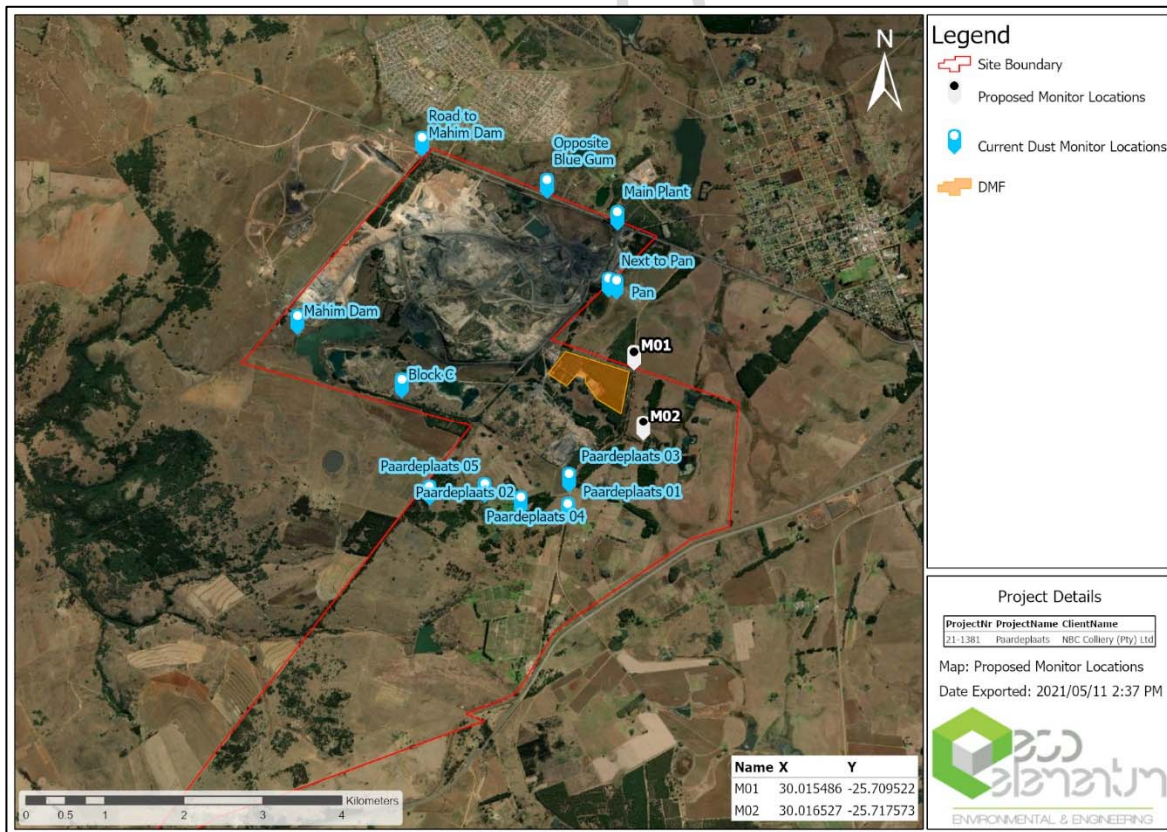 Legend
Site Boundary
Proposed Monitor Locations
Current Dust Monitor Locations
DMF
N
Road to
Mahim Dam
Opposite
Blue Gum
Main Plant
Next to Pan
Pan
Mahim Dam
M01
Block C
M02
Paardeplaats 03
Paardeplaats 05
Paardeplaats 02
Paardeplaats 01
Paardeplaats 04
Kilometers
0 0.5 1 2 3 4
Name X Y
M01 30.015486 -25.709522
M02 30.016527 -25.717573
Project Details
ProjectNr ProjectName ClientName
21-1381 Paardeplaats NBC Colliery (Pty) Ltd
Map: Proposed Monitor Locations
Date Exported: 2021/05/11 2:37 PM
eco
elementum
ENVIRONMENTAL & ENGINEERING